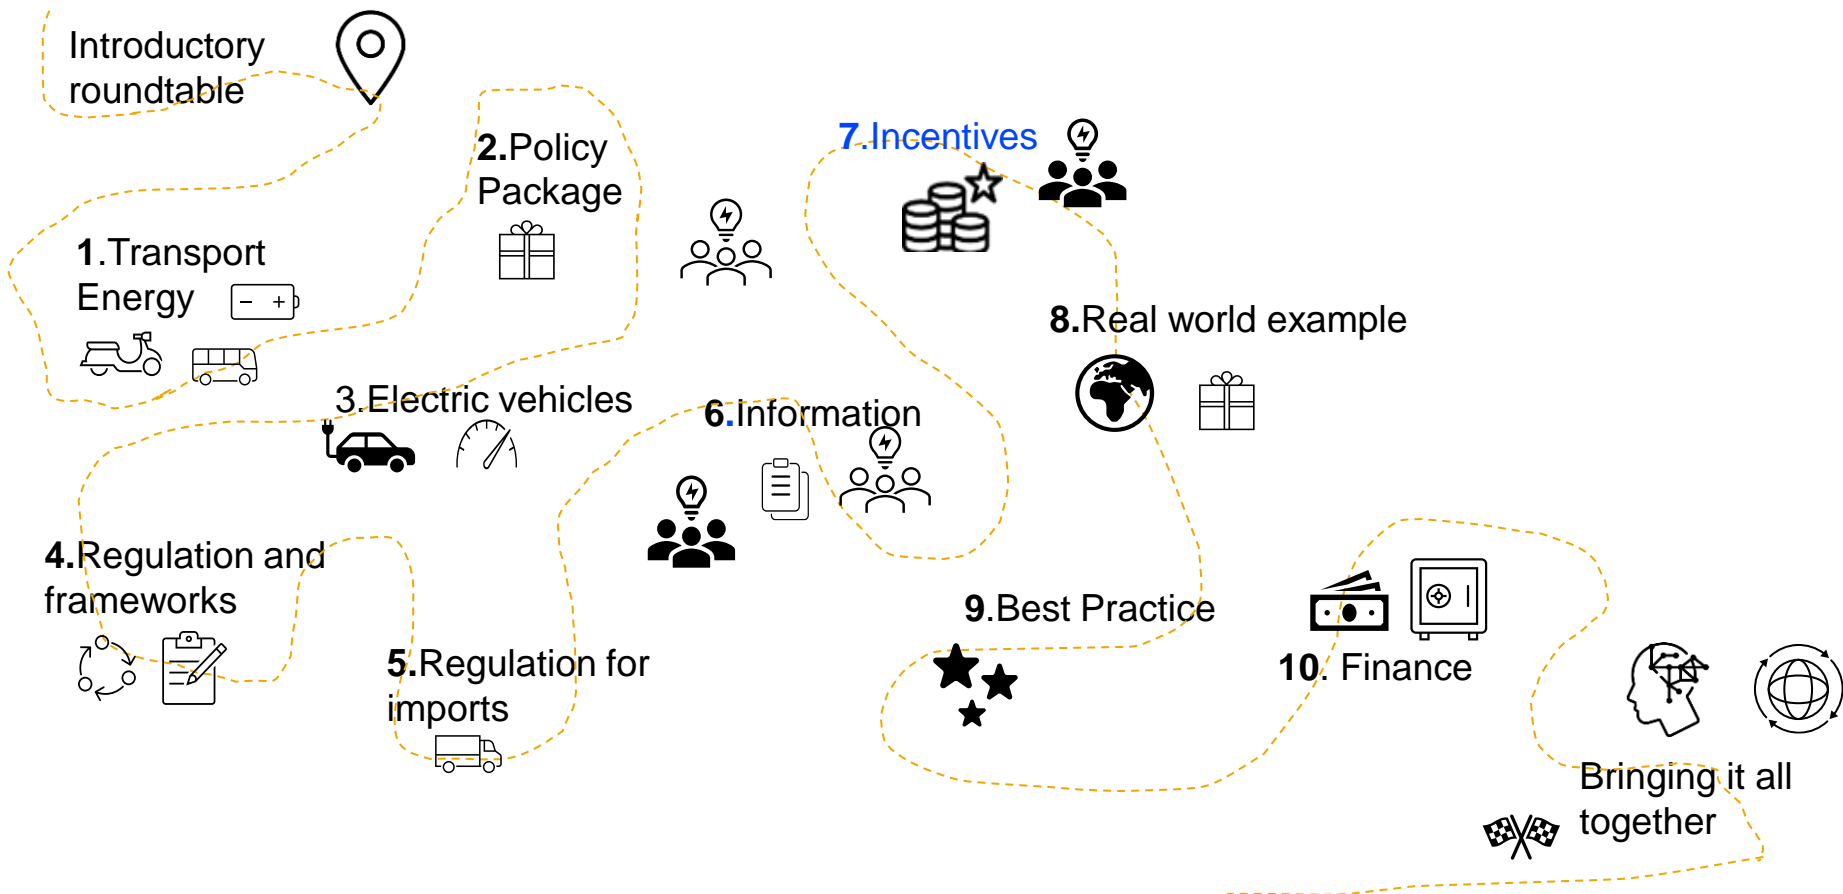 Introductory
roundtable
1.Transport
Energy
2.Policy
Package
3.Electric vehicles
4.Regulation and
frameworks
5.Regulation for
imports
6.Information
7.Incentives
8.Real world example
9.Best Practice
10. Finance
Bringing it all
together